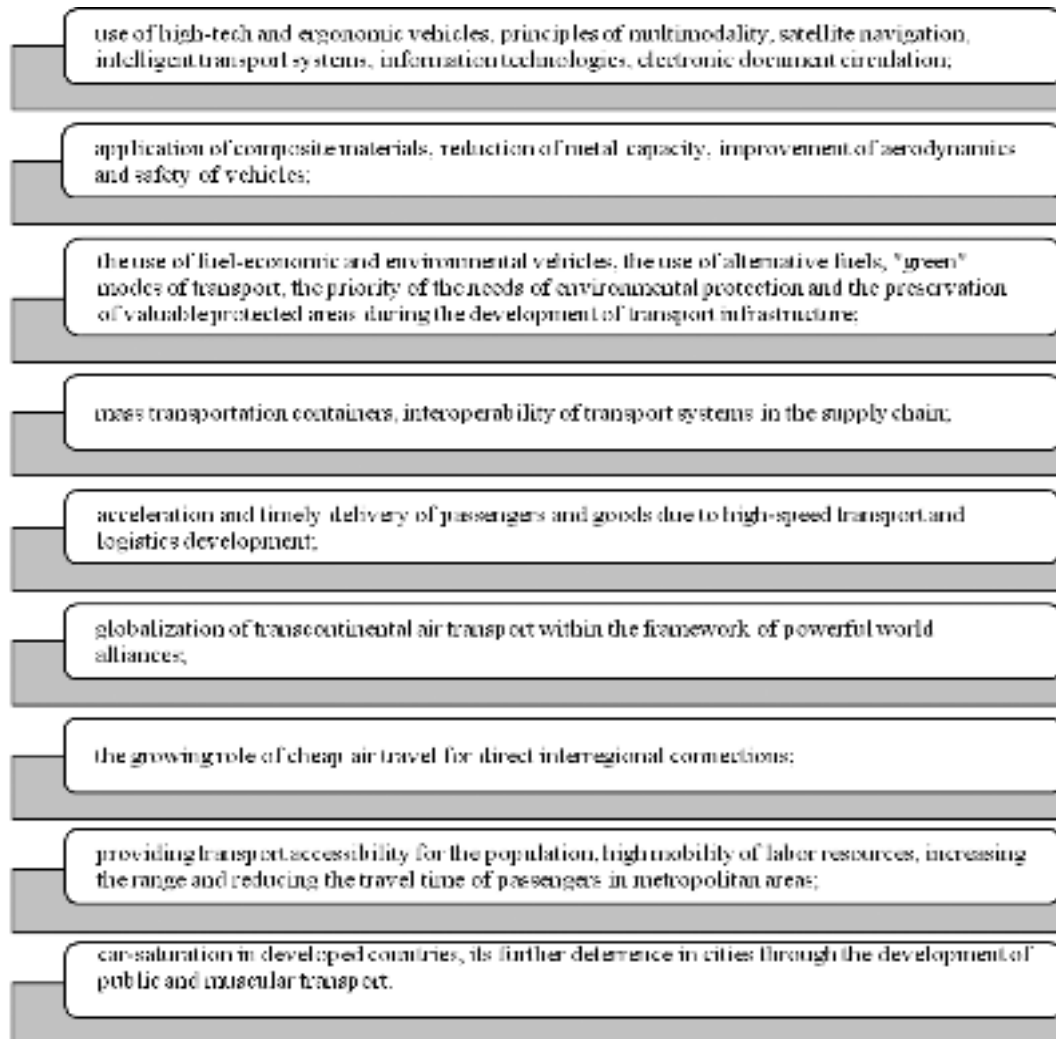 use of high-tech and ergonomic vehicles, principles of multimodality, satellite navigation,
intelligent transport systems, information technologies, electronic document circulation;
application of composite materials, reduction of metal capacity, improvement of aerodynamics
and safety of vehicles;
the use of fuel-economic and environmental vehicles, the use of alternative fuels, "green"
modes of transport, the priority of the needs of environmental protection and the preservation
of valuable protected areas during the development of transport infrastructure;
mass transportation containers, interoperability of transport systems in the supply chain;
acceleration and timely delivery of passengers and goods due to high-speed transport and
logistics development;
globalization of transcontinental air transport within the framework of powerful world
alliances;
the growing role of cheap air travel for direct interregional connections;
providing transport accessibility for the population, high mobility of labor resources, increasing
the range and reducing the travel time of passengers in metropolitan areas;
car-saturation in developed countries, its further deterrence in cities through the development of
public and muscular transport.